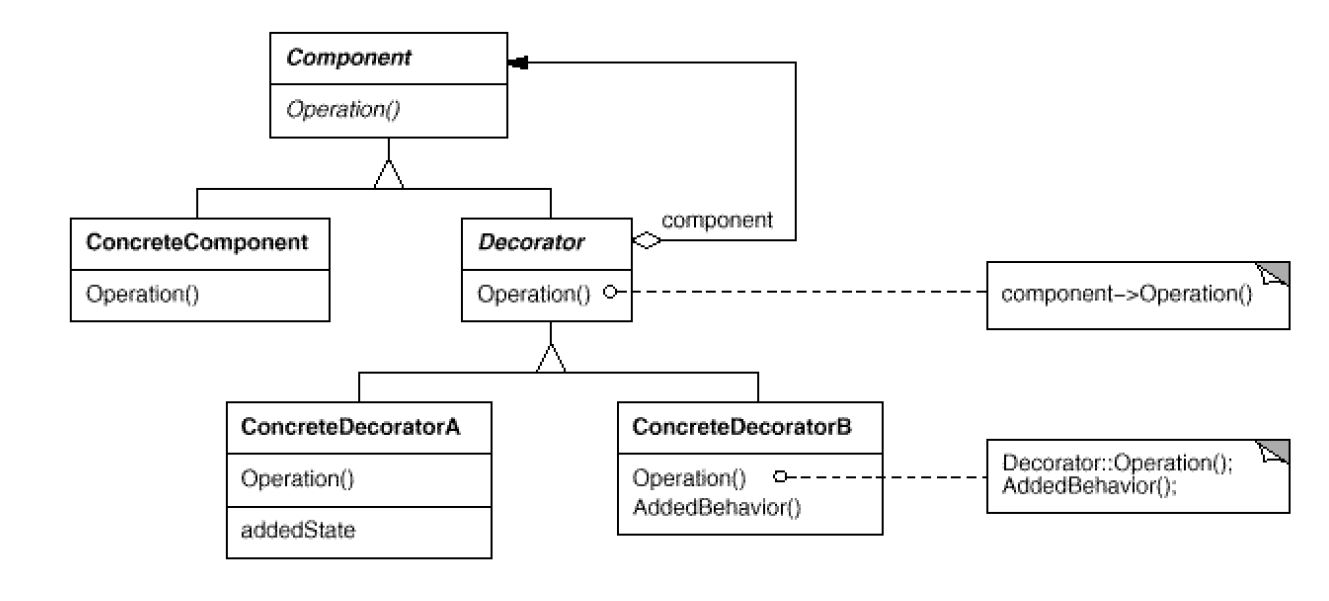 Component
Operation()
component
ConcreteComponent
Operation()
Decorator
Operation()
component–>Operation()
ConcreteDecoratorA
Operation()
addedState
ConcreteDecoratorB
Operation()
AddedBehavior()
Decorator::Operation();
AddedBehavior();